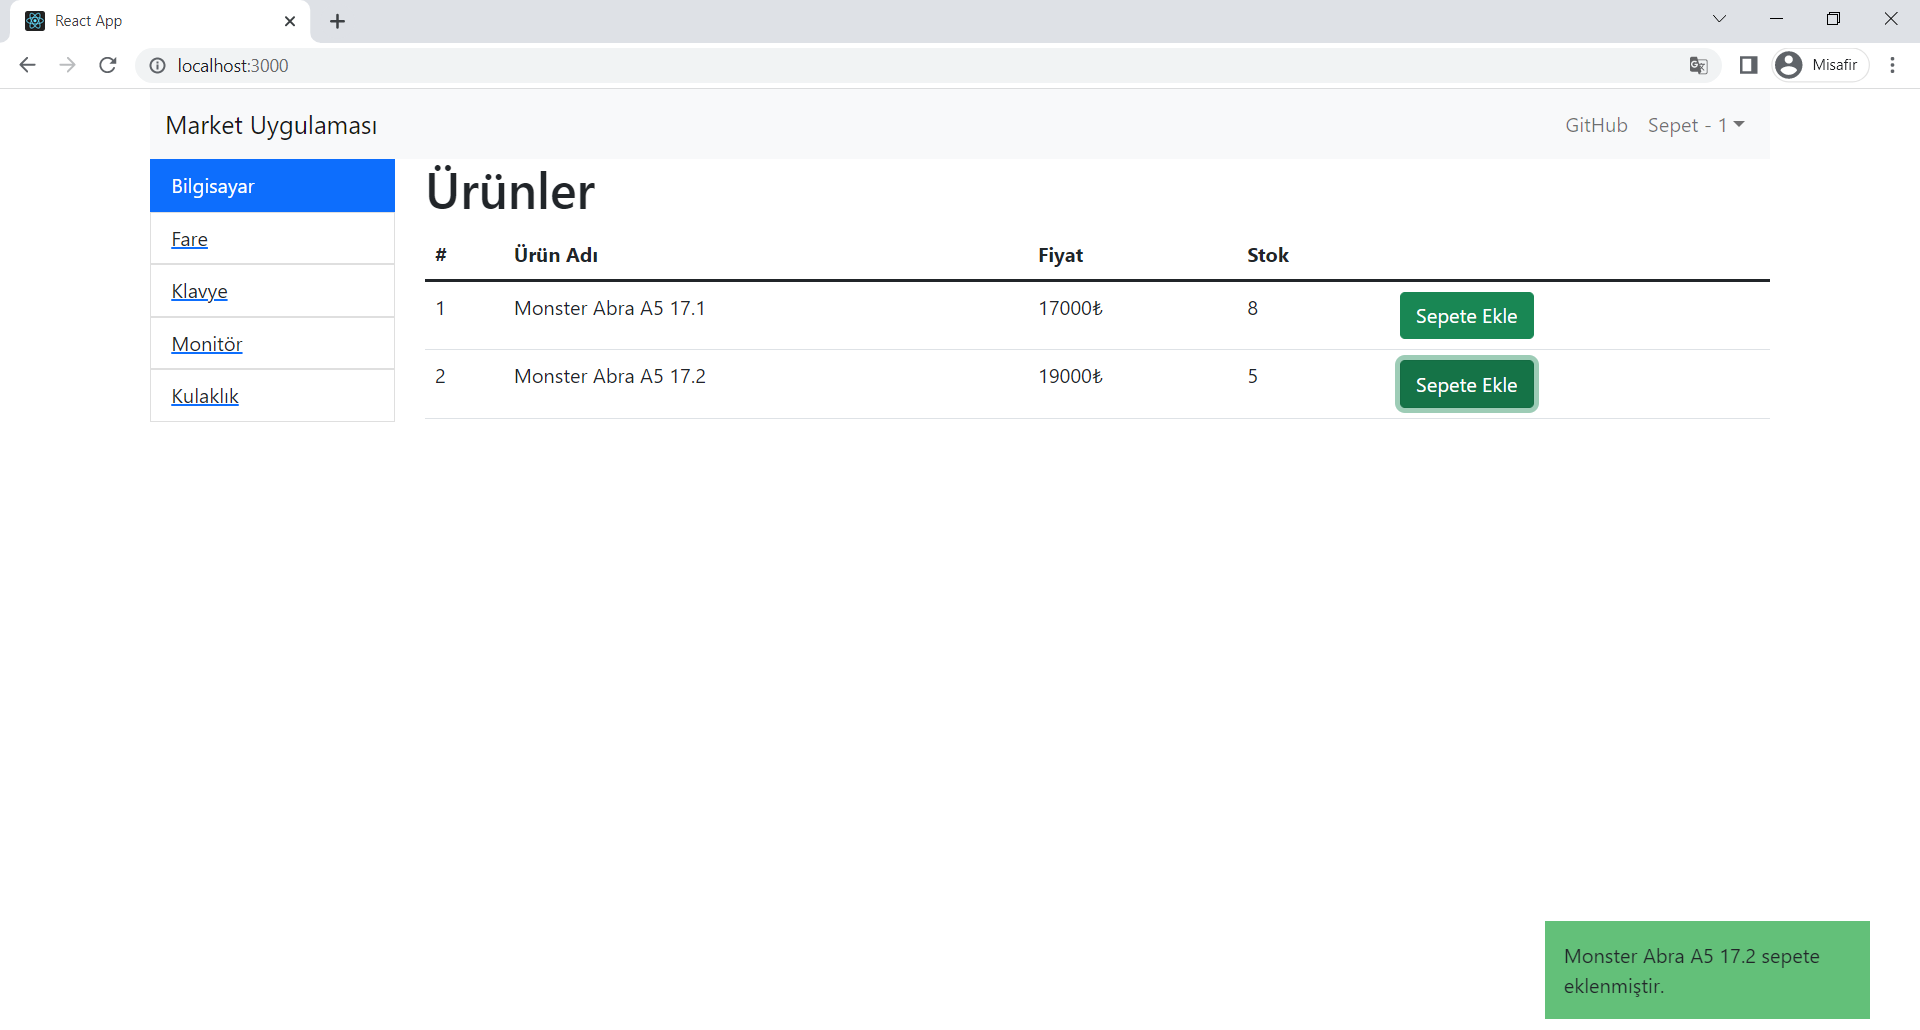 React App
localhost:3000
Misafir
Market Uygulaması
GitHub Sepet - 1
Bilgisayar
Fare
Klavye
Monitör
Kulaklık
Ürünler
# Ürün Adı Fiyat Stok
1 Monster Abra A5 17.1 17000₺ 8 Sepete Ekle
2 Monster Abra A5 17.2 19000₺ 5 Sepete Ekle
Monster Abra A5 17.2 sepete
eklenmiştir.